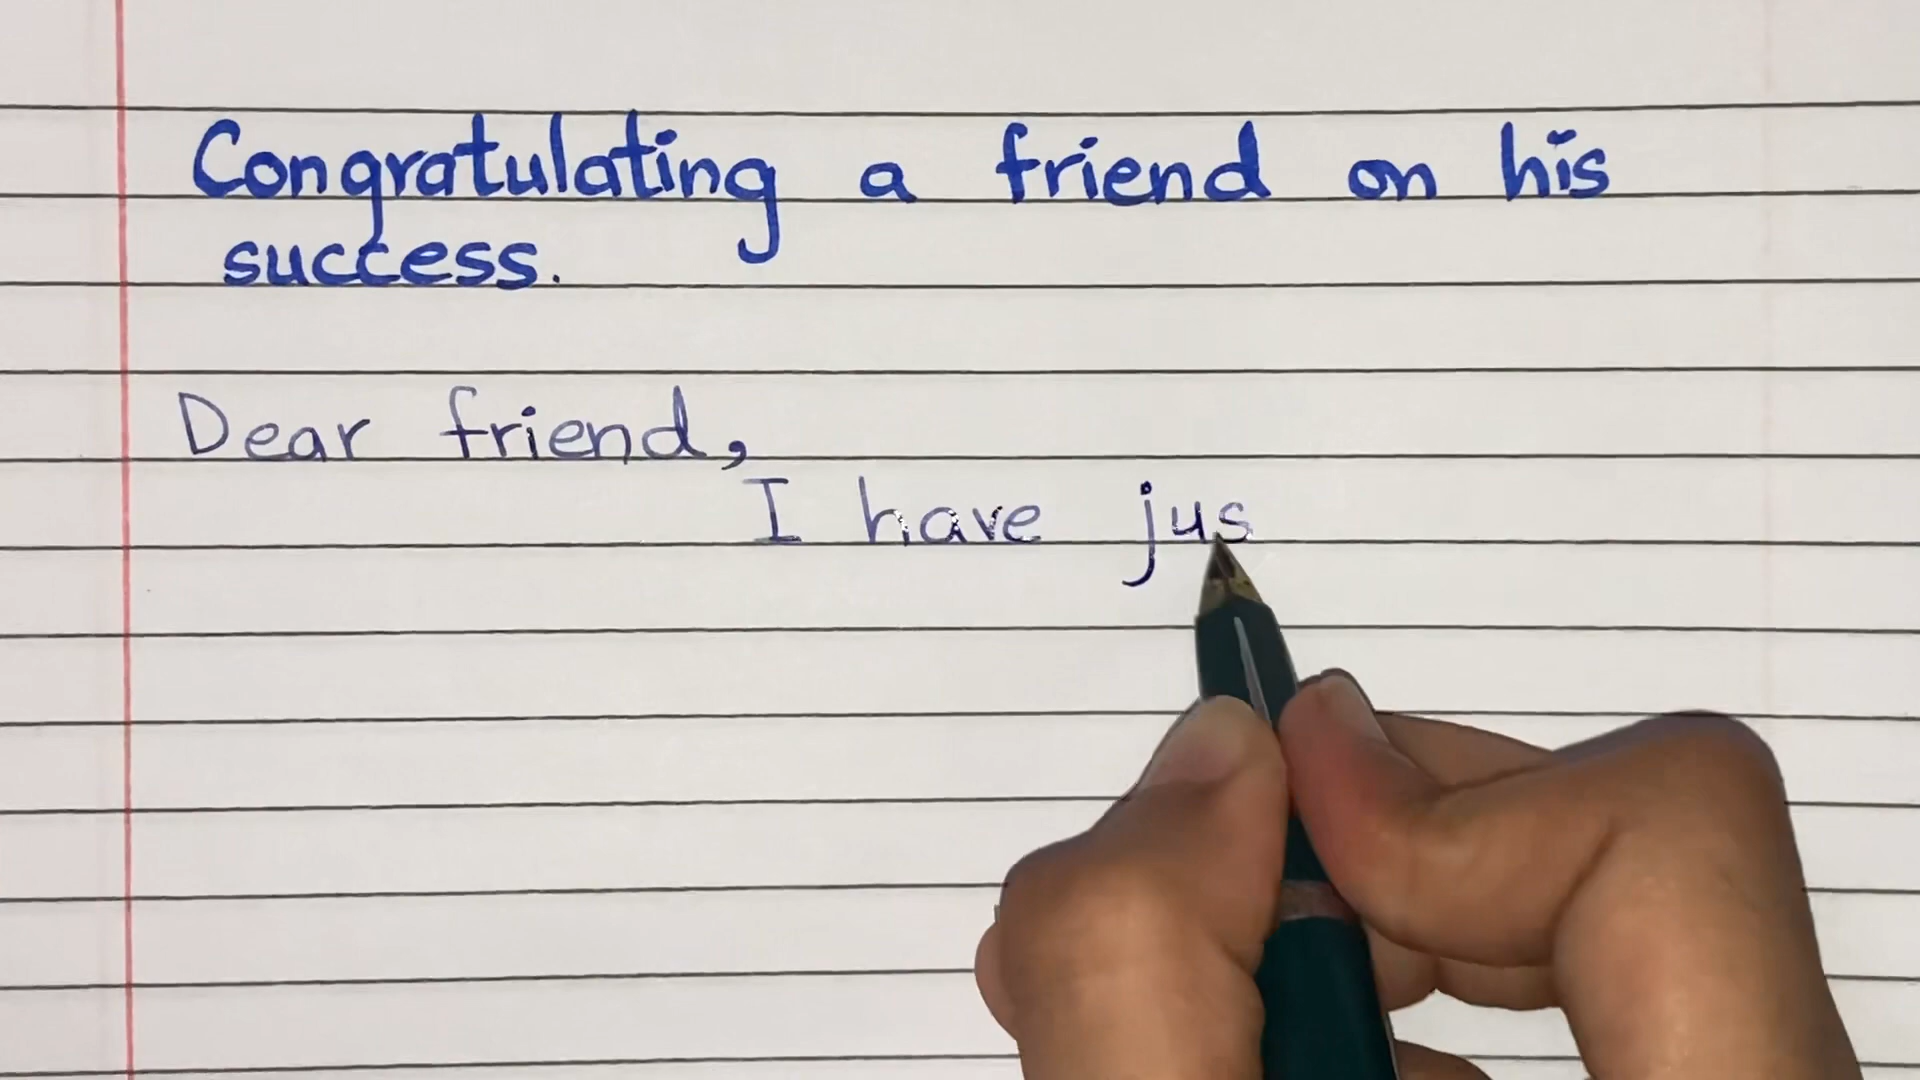 Congratulating a friend on his
success.
Dear friend,
I have jus